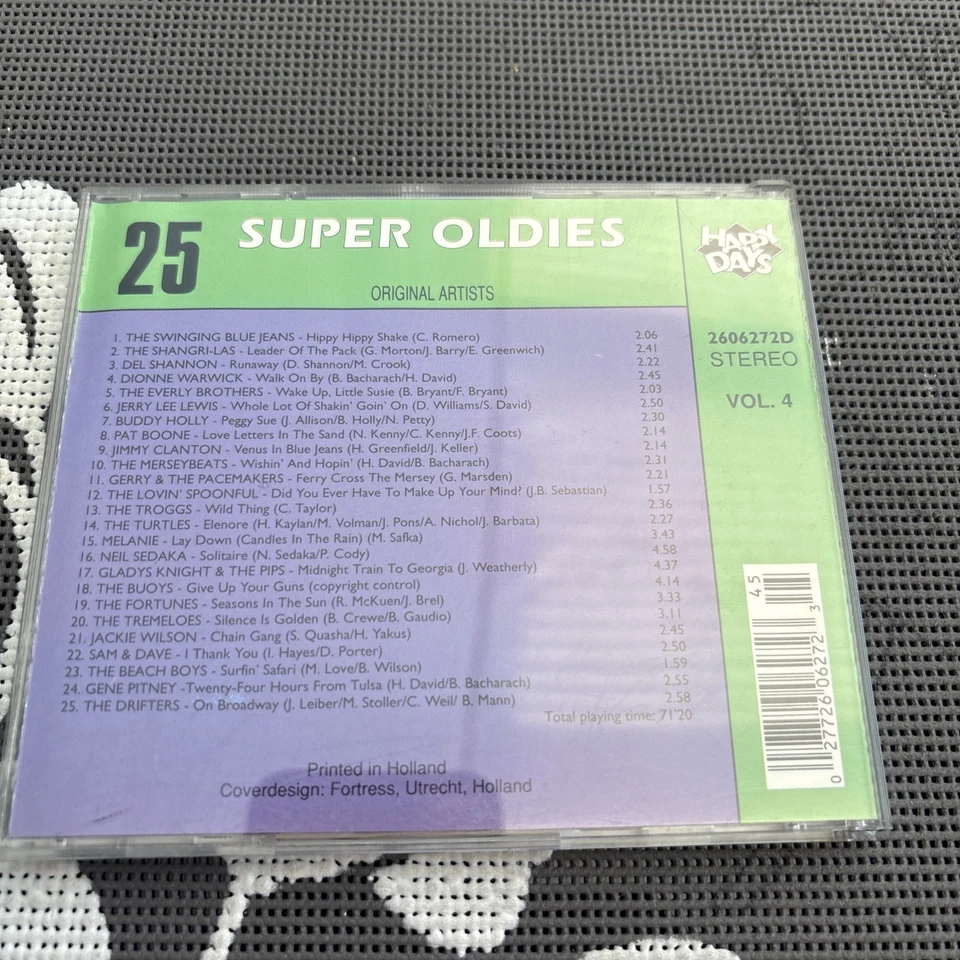 25 SUPER OLDIES
ORIGINAL ARTISTS
HAPPY DAYS
2606272D
STEREO
VOL. 4
1. THE SWINGING BLUE JEANS - Hippy Hippy Shake (C. Romero) 2.06
2. THE SHANGRI-LAS - Leader Of The Pack (G. Morton/J. Barry/E. Greenwich) 2.41
3. DEL SHANNON - Runaway (D. Shannon/M. Crook) 2.22
4. DIONNE WARWICK - Walk On By (B. Bacharach/H. David) 2.45
5. THE EVERLY BROTHERS - Wake Up, Little Susie (B. Bryant/F. Bryant) 2.03
6. JERRY LEE LEWIS - Whole Lot Of Shakin' Goin' On (D. Williams/S. David) 2.50
7. BUDDY HOLLY - Peggy Sue (J. Allison/B. Holly/N. Petty) 2.30
8. PAT BOONE - Love Letters In The Sand (N. Kenny/C. Kenny/J.F. Coots) 2.14
9. JIMMY CLANTON - Venus In Blue Jeans (H. Greenfield/J. Keller) 2.14
10. THE MERSEYBEATS - Wishin' And Hopin' (H. David/B. Bacharach) 2.31
11. GERRY & THE PACEMAKERS - Ferry Cross The Mersey (G. Marsden) 2.21
12. THE LOVIN' SPOONFUL - Did You Ever Have To Make Up Your Mind? (J.B. Sebastian) 1.57
13. THE TROGGS - Wild Thing (C. Taylor) 2.36
14. THE TURTLES - Elenore (H. Kaylan/M. Volman/J. Pons/A. Nichol/J. Barbata) 2.27
15. MELANIE - Lay Down (Candles In The Rain) (M. Safka) 3.43
16. NEIL SEDAKA - Solitaire (N. Sedaka/P. Cody) 4.58
17. GLADYS KNIGHT & THE PIPS - Midnight Train To Georgia (J. Weatherly) 4.37
18. THE BUOYS - Give Up Your Guns (copyright control) 4.14
19. THE FORTUNES - Seasons In The Sun (R. McKuen/J. Brel) 3.33
20. THE TREMELOES - Silence Is Golden (B. Crewe/B. Gaudio) 3.11
21. JACKIE WILSON - Chain Gang (S. Quasha/H. Yakus) 2.45
22. SAM & DAVE - I Thank You (I. Hayes/D. Porter) 2.50
23. THE BEACH BOYS - Surfin' Safari (M. Love/B. Wilson) 1.59
24. GENE PITNEY -Twenty-Four Hours From Tulsa (H. David/B. Bacharach) 2.55
25. THE DRIFTERS - On Broadway (J. Leiber/M. Stoller/C. Weil/ B. Mann) 2.58
Total playing time: 71'20
Printed in Holland
Coverdesign: Fortress, Utrecht, Holland
45
0 27726 06272 3